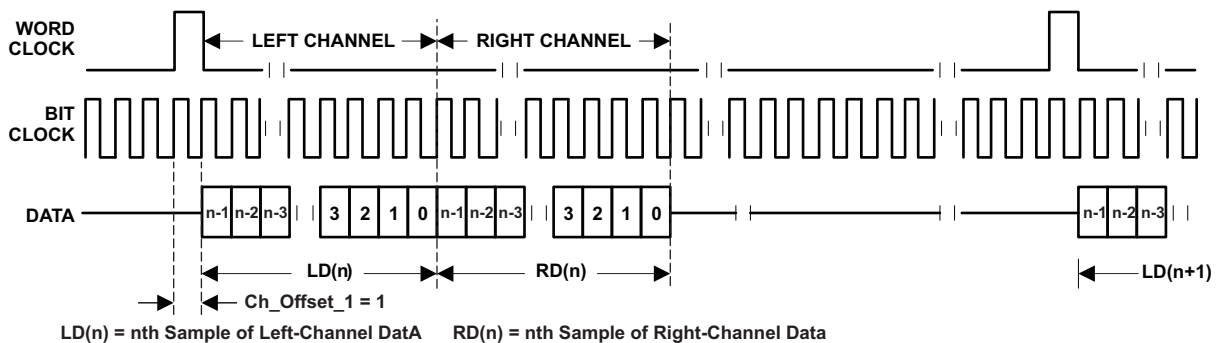 WORD CLOCK
LEFT CHANNEL
RIGHT CHANNEL
BIT CLOCK
DATA
n-1 n-2 n-3 3 2 1 0 n-1 n-2 n-3 3 2 1 0 n-1 n-2 n-3
LD(n)
RD(n)
LD(n+1)
Ch_Offset_1 = 1
LD(n) = nth Sample of Left-Channel DatA
RD(n) = nth Sample of Right-Channel Data